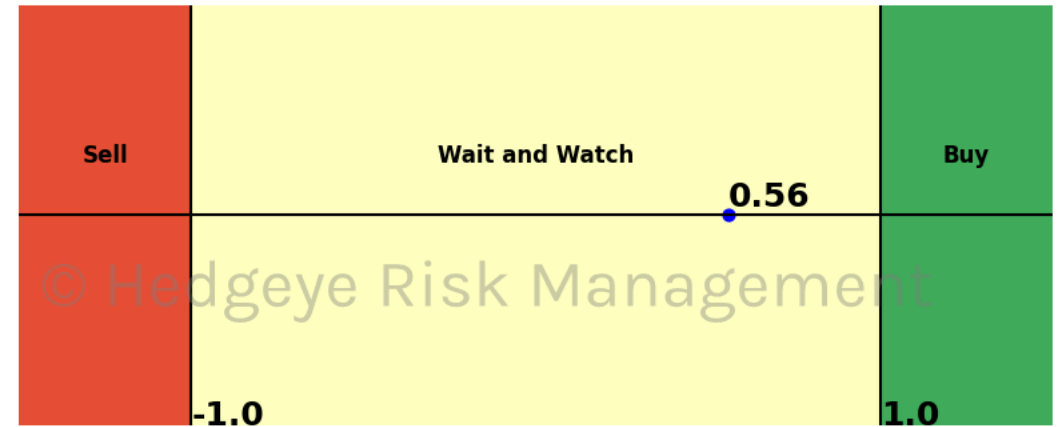 Sell
Wait and Watch
Buy
0.56
© Hedgeye Risk Management
-1.0
1.0